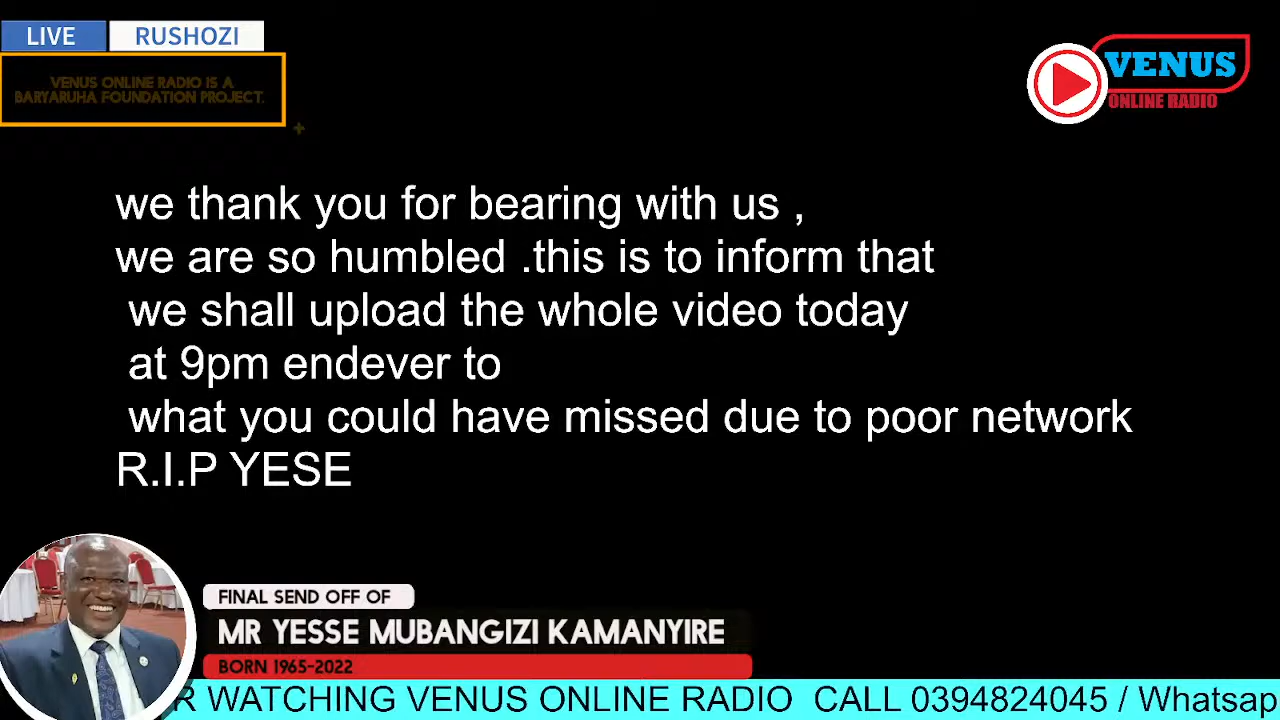 LIVE RUSHOZI
VENUS ONLINE RADIO IS A
BARYARUHA FOUNDATION PROJECT.
VENUS
ONLINE RADIO
we thank you for bearing with us ,
we are so humbled .this is to inform that
we shall upload the whole video today
at 9pm endever to
what you could have missed due to poor network
R.I.P YESE
FINAL SEND OFF OF
MR YESSE MUBANGIZI KAMANYIRE
BORN 1965-2022
R WATCHING VENUS ONLINE RADIO CALL 0394824045 / Whatsap